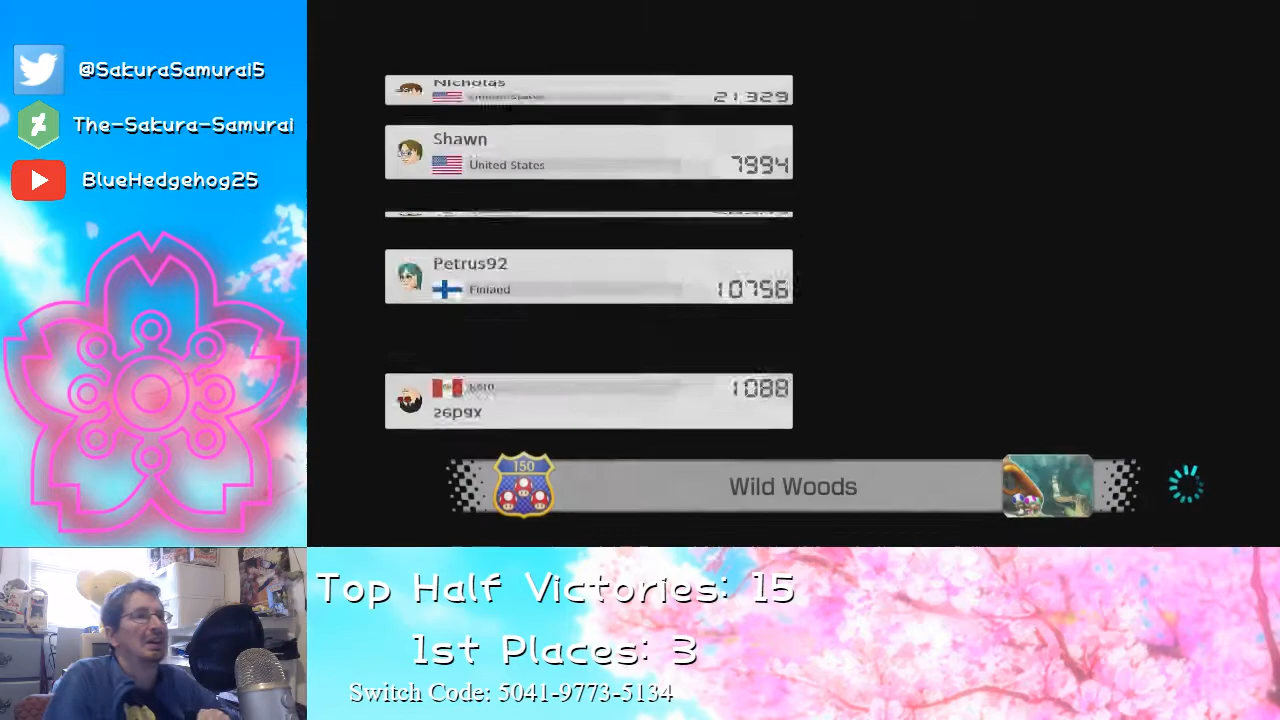 @SakuraSamurai5
The-Sakura-Samurai
BlueHedgehog25
Nicholas
21329
Shawn
United States
7994
Petrus92
Finland
10796
1088
150
Wild Woods
Top Half Victories: 15
1st Places: 3
Switch Code: 5041-9773-5134